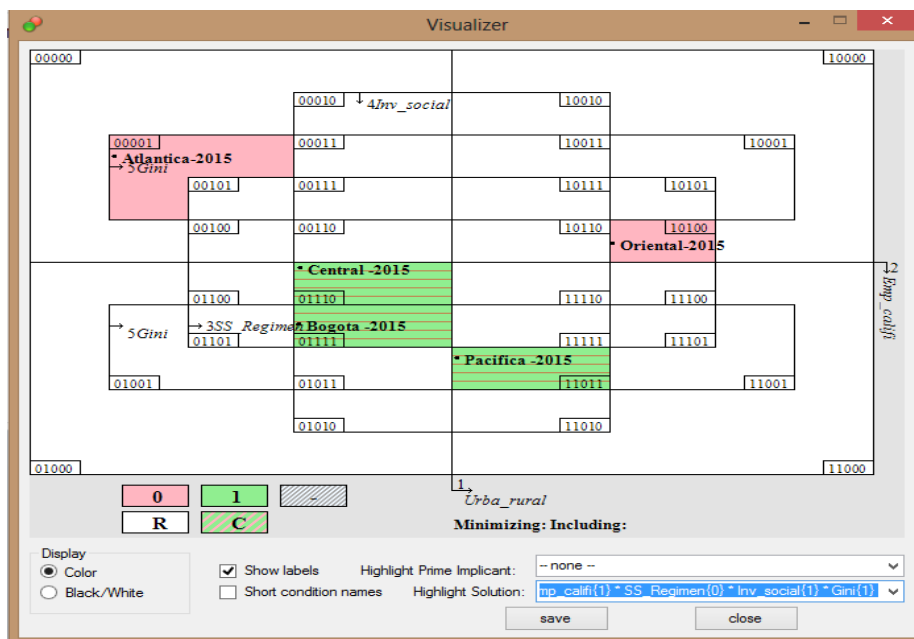 Visualizer
00000 10000
00010 4Inv_social 10010
00001 00011 10011 10001
Atlantica-2015
5Gini
00101 00111 10111 10101
00100 00110 10110 10100
Oriental-2015
Central -2015
2
Emp_califi
01100 01110 11110 11100
5Gini 3SS_Regimen Bogota -2015
01101 01111 11111 11101
Pacifica -2015
01001 01011 11011 11001
01010 11010
01000 11000
1
Urba_rural
0 1 -
R C
Minimizing: Including:
Display
Color
Black/White
Show labels
Short condition names
Highlight Prime Implicant: -- none --
Highlight Solution: mp_califi{1} * SS_Regimen{0} * Inv_social{1} * Gini{1}
save close